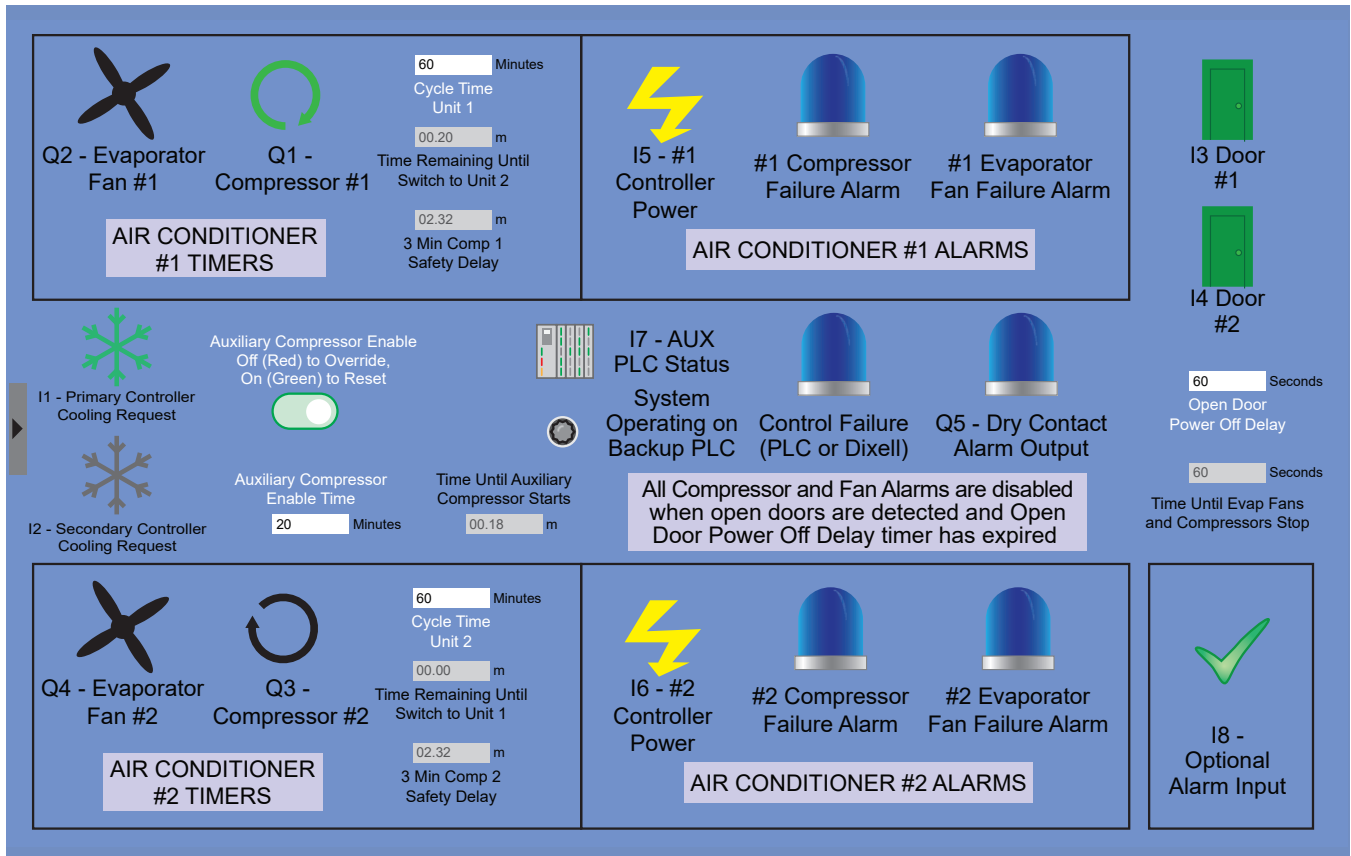 60 Minutes
Cycle Time
Unit 1
00.20 m
Time Remaining Until
Switch to Unit 2
02.32 m
3 Min Comp 1
Safety Delay
Q2 - Evaporator
Fan #1
Q1 -
Compressor #1
AIR CONDITIONER
#1 TIMERS
I5 - #1
Controller
Power
#1 Compressor
Failure Alarm
#1 Evaporator
Fan Failure Alarm
AIR CONDITIONER #1 ALARMS
I3 Door
#1
I4 Door
#2
I1 - Primary Controller
Cooling Request
Auxiliary Compressor Enable
Off (Red) to Override,
On (Green) to Reset
I7 - AUX
PLC Status
System
Operating on
Backup PLC
Control Failure
(PLC or Dixell)
Q5 - Dry Contact
Alarm Output
60 Seconds
Open Door
Power Off Delay
I2 - Secondary Controller
Cooling Request
Auxiliary Compressor
Enable Time
20 Minutes
Time Until Auxiliary
Compressor Starts
00.18 m
All Compressor and Fan Alarms are disabled
when open doors are detected and Open
Door Power Off Delay timer has expired
60 Seconds
Time Until Evap Fans
and Compressors Stop
60 Minutes
Cycle Time
Unit 2
00.00 m
Time Remaining Until
Switch to Unit 1
02.32 m
3 Min Comp 2
Safety Delay
Q4 - Evaporator
Fan #2
Q3 -
Compressor #2
AIR CONDITIONER
#2 TIMERS
I6 - #2
Controller
Power
#2 Compressor
Failure Alarm
#2 Evaporator
Fan Failure Alarm
AIR CONDITIONER #2 ALARMS
I8 -
Optional
Alarm Input